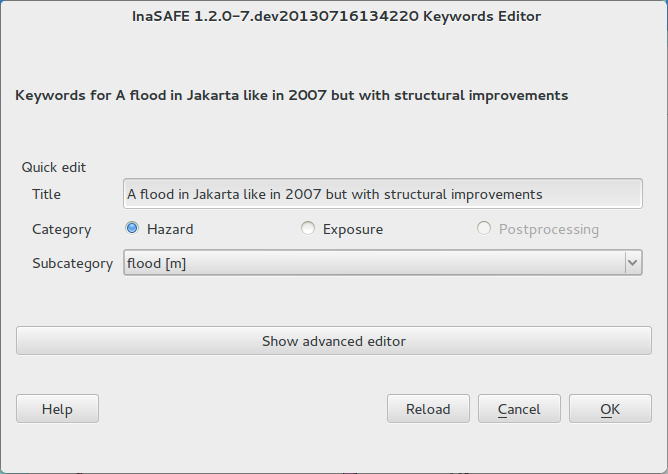 InaSAFE 1.2.0-7.dev20130716134220 Keywords Editor
Keywords for A flood in Jakarta like in 2007 but with structural improvements
Quick edit
Title A flood in Jakarta like in 2007 but with structural improvements
Category Hazard Exposure Postprocessing
Subcategory flood [m]
Show advanced editor
Help Reload Cancel OK